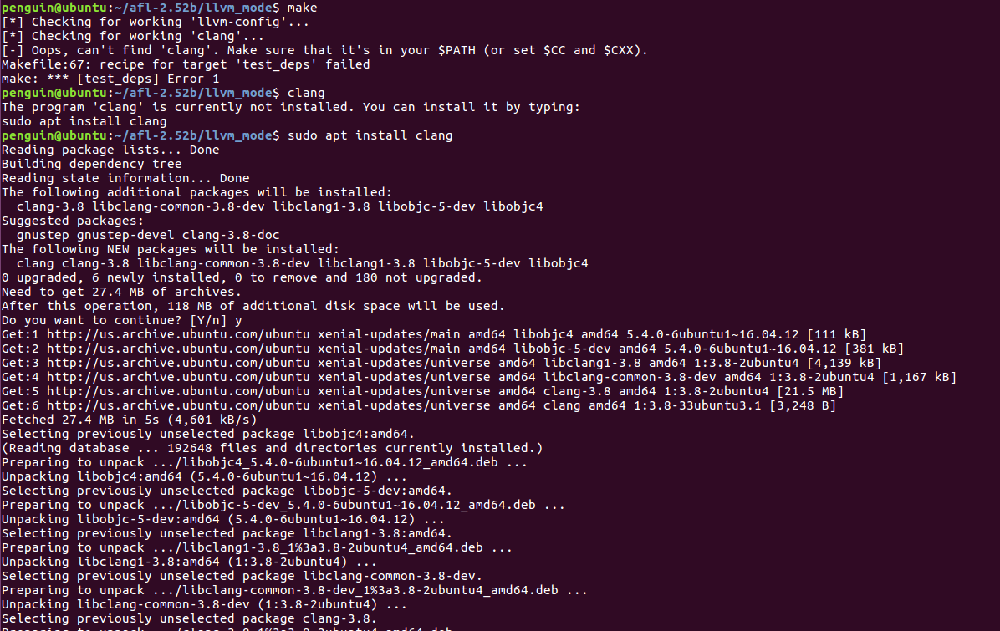 penguin@ubuntu:~/afl-2.52b/llvm_mode$ make
[*] Checking for working 'llvm-config'...
[*] Checking for working 'clang'...
[-] Oops, can't find 'clang'. Make sure that it's in your $PATH (or set $CC and $CXX).
Makefile:67: recipe for target 'test_deps' failed
make: *** [test_deps] Error 1
penguin@ubuntu:~/afl-2.52b/llvm_mode$ clang
The program 'clang' is currently not installed. You can install it by typing:
sudo apt install clang
penguin@ubuntu:~/afl-2.52b/llvm_mode$ sudo apt install clang
Reading package lists... Done
Building dependency tree
Reading state information... Done
The following additional packages will be installed:
  clang-3.8 libclang-common-3.8-dev libclang1-3.8 libobjc-5-dev libobjc4
Suggested packages:
  gnustep gnustep-devel clang-3.8-doc
The following NEW packages will be installed:
  clang clang-3.8 libclang-common-3.8-dev libclang1-3.8 libobjc-5-dev libobjc4
0 upgraded, 6 newly installed, 0 to remove and 180 not upgraded.
Need to get 27.4 MB of archives.
After this operation, 118 MB of additional disk space will be used.
Do you want to continue? [Y/n] y
Get:1 http://us.archive.ubuntu.com/ubuntu xenial-updates/main amd64 libobjc4 amd64 5.4.0-6ubuntu1~16.04.12 [111 kB]
Get:2 http://us.archive.ubuntu.com/ubuntu xenial-updates/main amd64 libobjc-5-dev amd64 5.4.0-6ubuntu1~16.04.12 [381 kB]
Get:3 http://us.archive.ubuntu.com/ubuntu xenial-updates/universe amd64 libclang1-3.8 amd64 1:3.8-2ubuntu4 [4,139 kB]
Get:4 http://us.archive.ubuntu.com/ubuntu xenial-updates/universe amd64 libclang-common-3.8-dev amd64 1:3.8-2ubuntu4 [1,167 kB]
Get:5 http://us.archive.ubuntu.com/ubuntu xenial-updates/universe amd64 clang-3.8 amd64 1:3.8-2ubuntu4 [21.5 MB]
Get:6 http://us.archive.ubuntu.com/ubuntu xenial-updates/universe amd64 clang amd64 1:3.8-33ubuntu3.1 [3,248 B]
Fetched 27.4 MB in 5s (4,601 kB/s)
Selecting previously unselected package libobjc4:amd64.
(Reading database ... 192648 files and directories currently installed.)
Preparing to unpack .../libobjc4_5.4.0-6ubuntu1~16.04.12_amd64.deb ...
Unpacking libobjc4:amd64 (5.4.0-6ubuntu1~16.04.12) ...
Selecting previously unselected package libobjc-5-dev:amd64.
Preparing to unpack .../libobjc-5-dev_5.4.0-6ubuntu1~16.04.12_amd64.deb ...
Unpacking libobjc-5-dev:amd64 (5.4.0-6ubuntu1~16.04.12) ...
Selecting previously unselected package libclang1-3.8:amd64.
Preparing to unpack .../libclang1-3.8_1%3a3.8-2ubuntu4_amd64.deb ...
Unpacking libclang1-3.8:amd64 (1:3.8-2ubuntu4) ...
Selecting previously unselected package libclang-common-3.8-dev.
Preparing to unpack .../libclang-common-3.8-dev_1%3a3.8-2ubuntu4_amd64.deb ...
Unpacking libclang-common-3.8-dev (1:3.8-2ubuntu4) ...
Selecting previously unselected package clang-3.8.